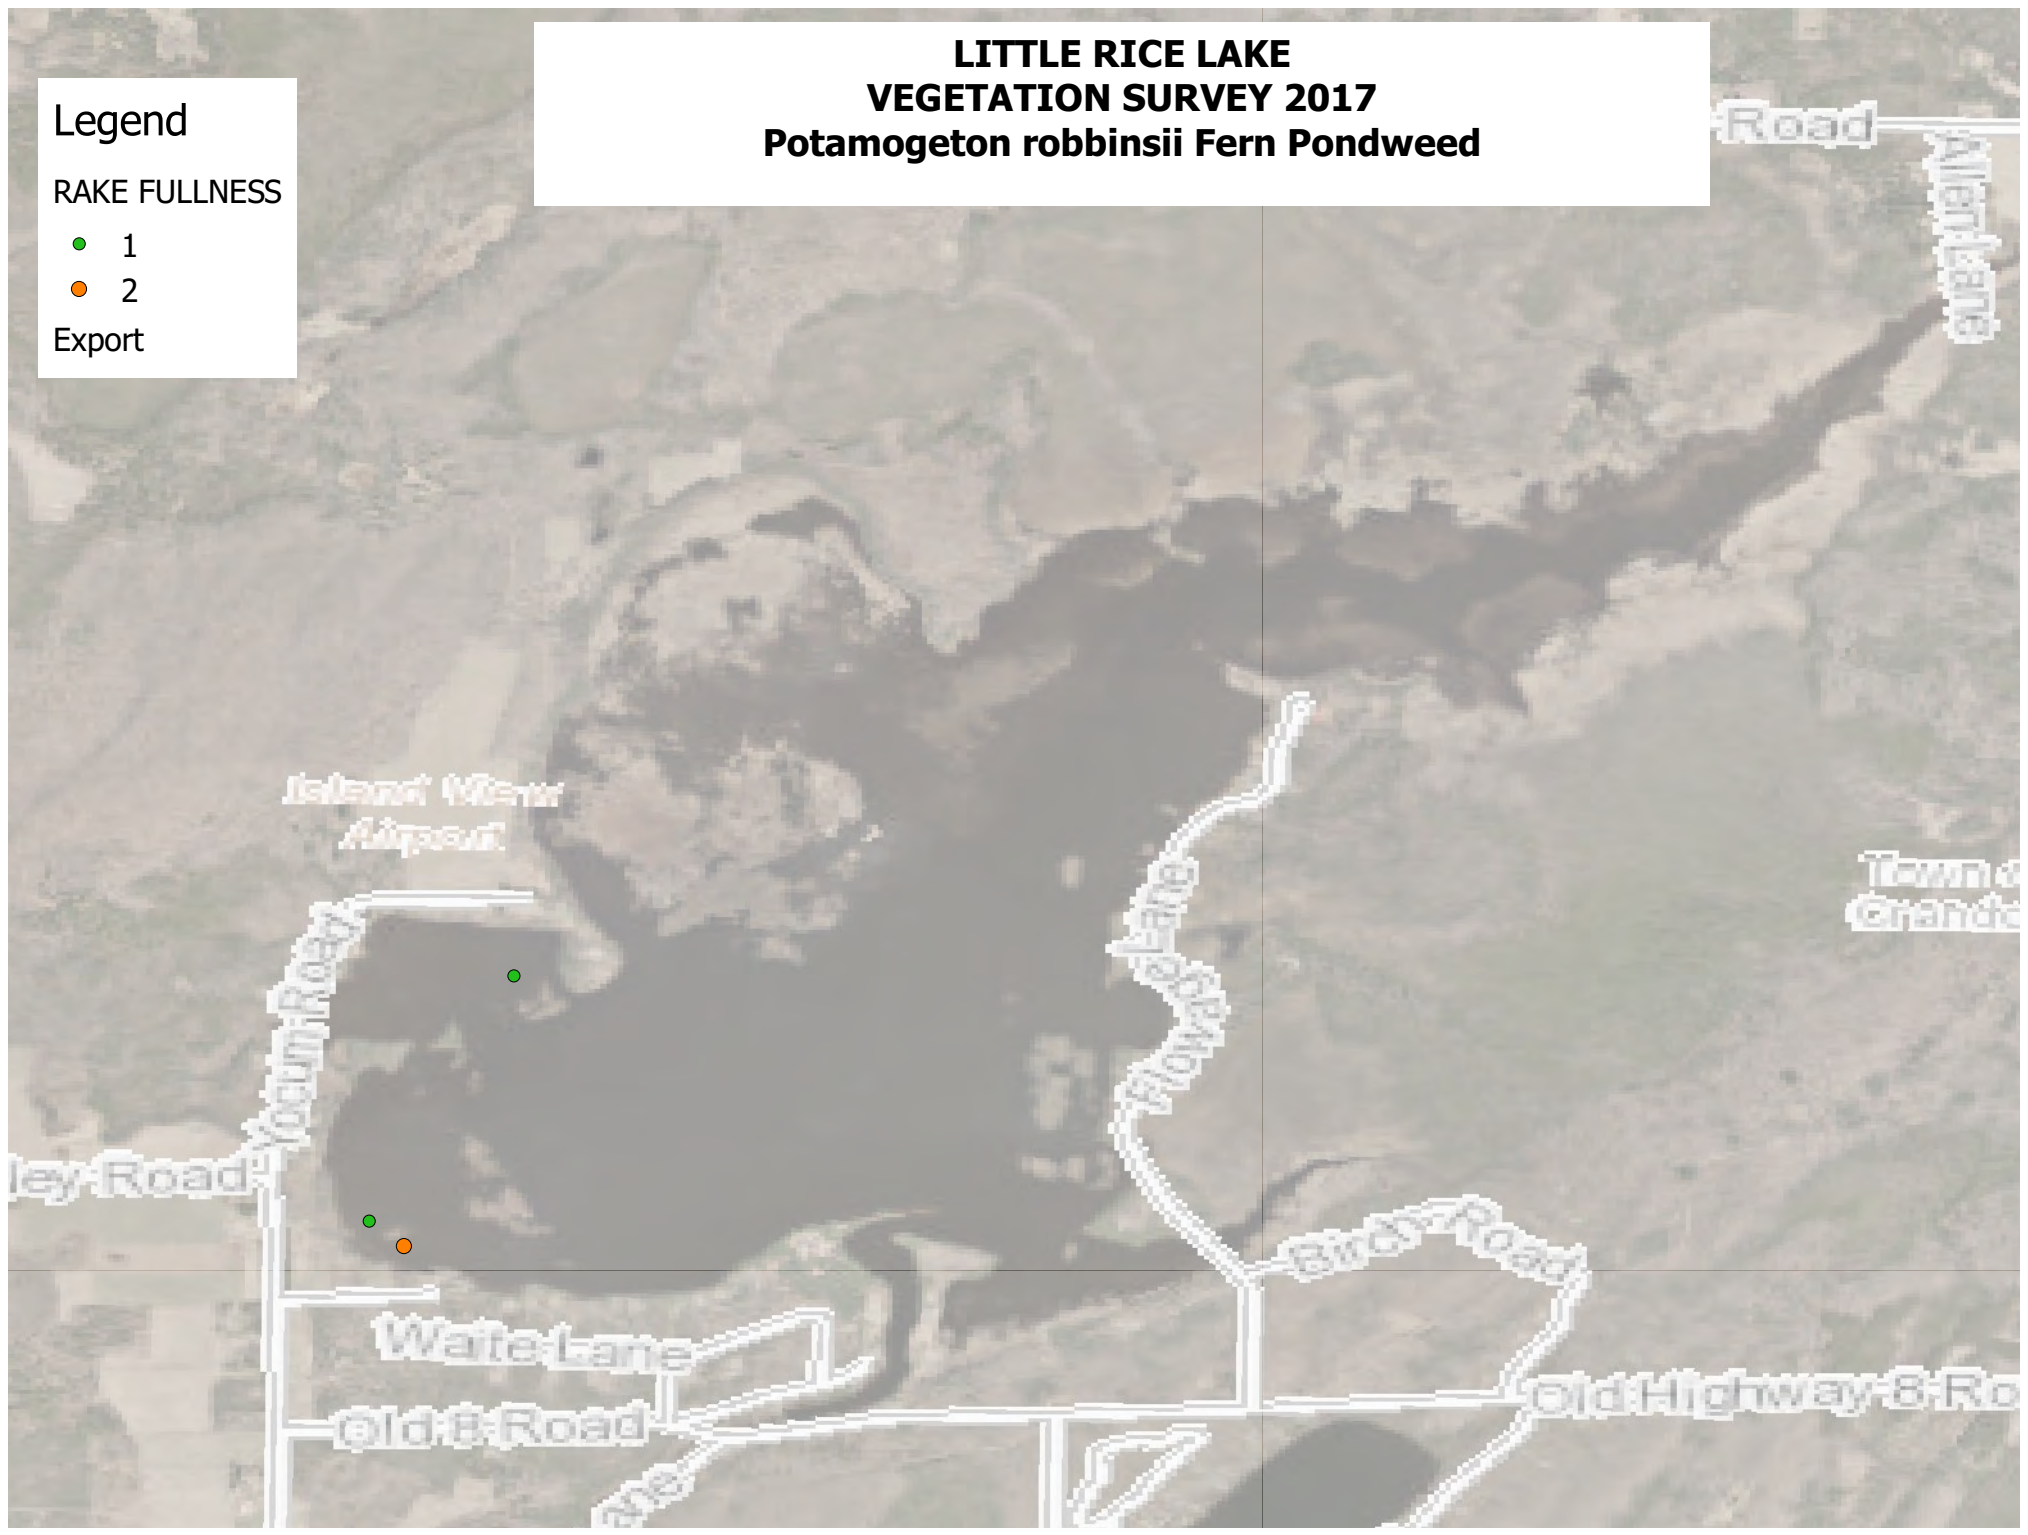 LITTLE RICE LAKE
VEGETATION SURVEY 2017
Potamogeton robbinsii Fern Pondweed
Legend
RAKE FULLNESS
1
2
Export
Road
Allen Lane
Island View
Airport
Town
Yocum Road
Flowage Lane
ley Road
Birch Road
Waite Lane
Old 8 Road
Old Highway 8 Ro